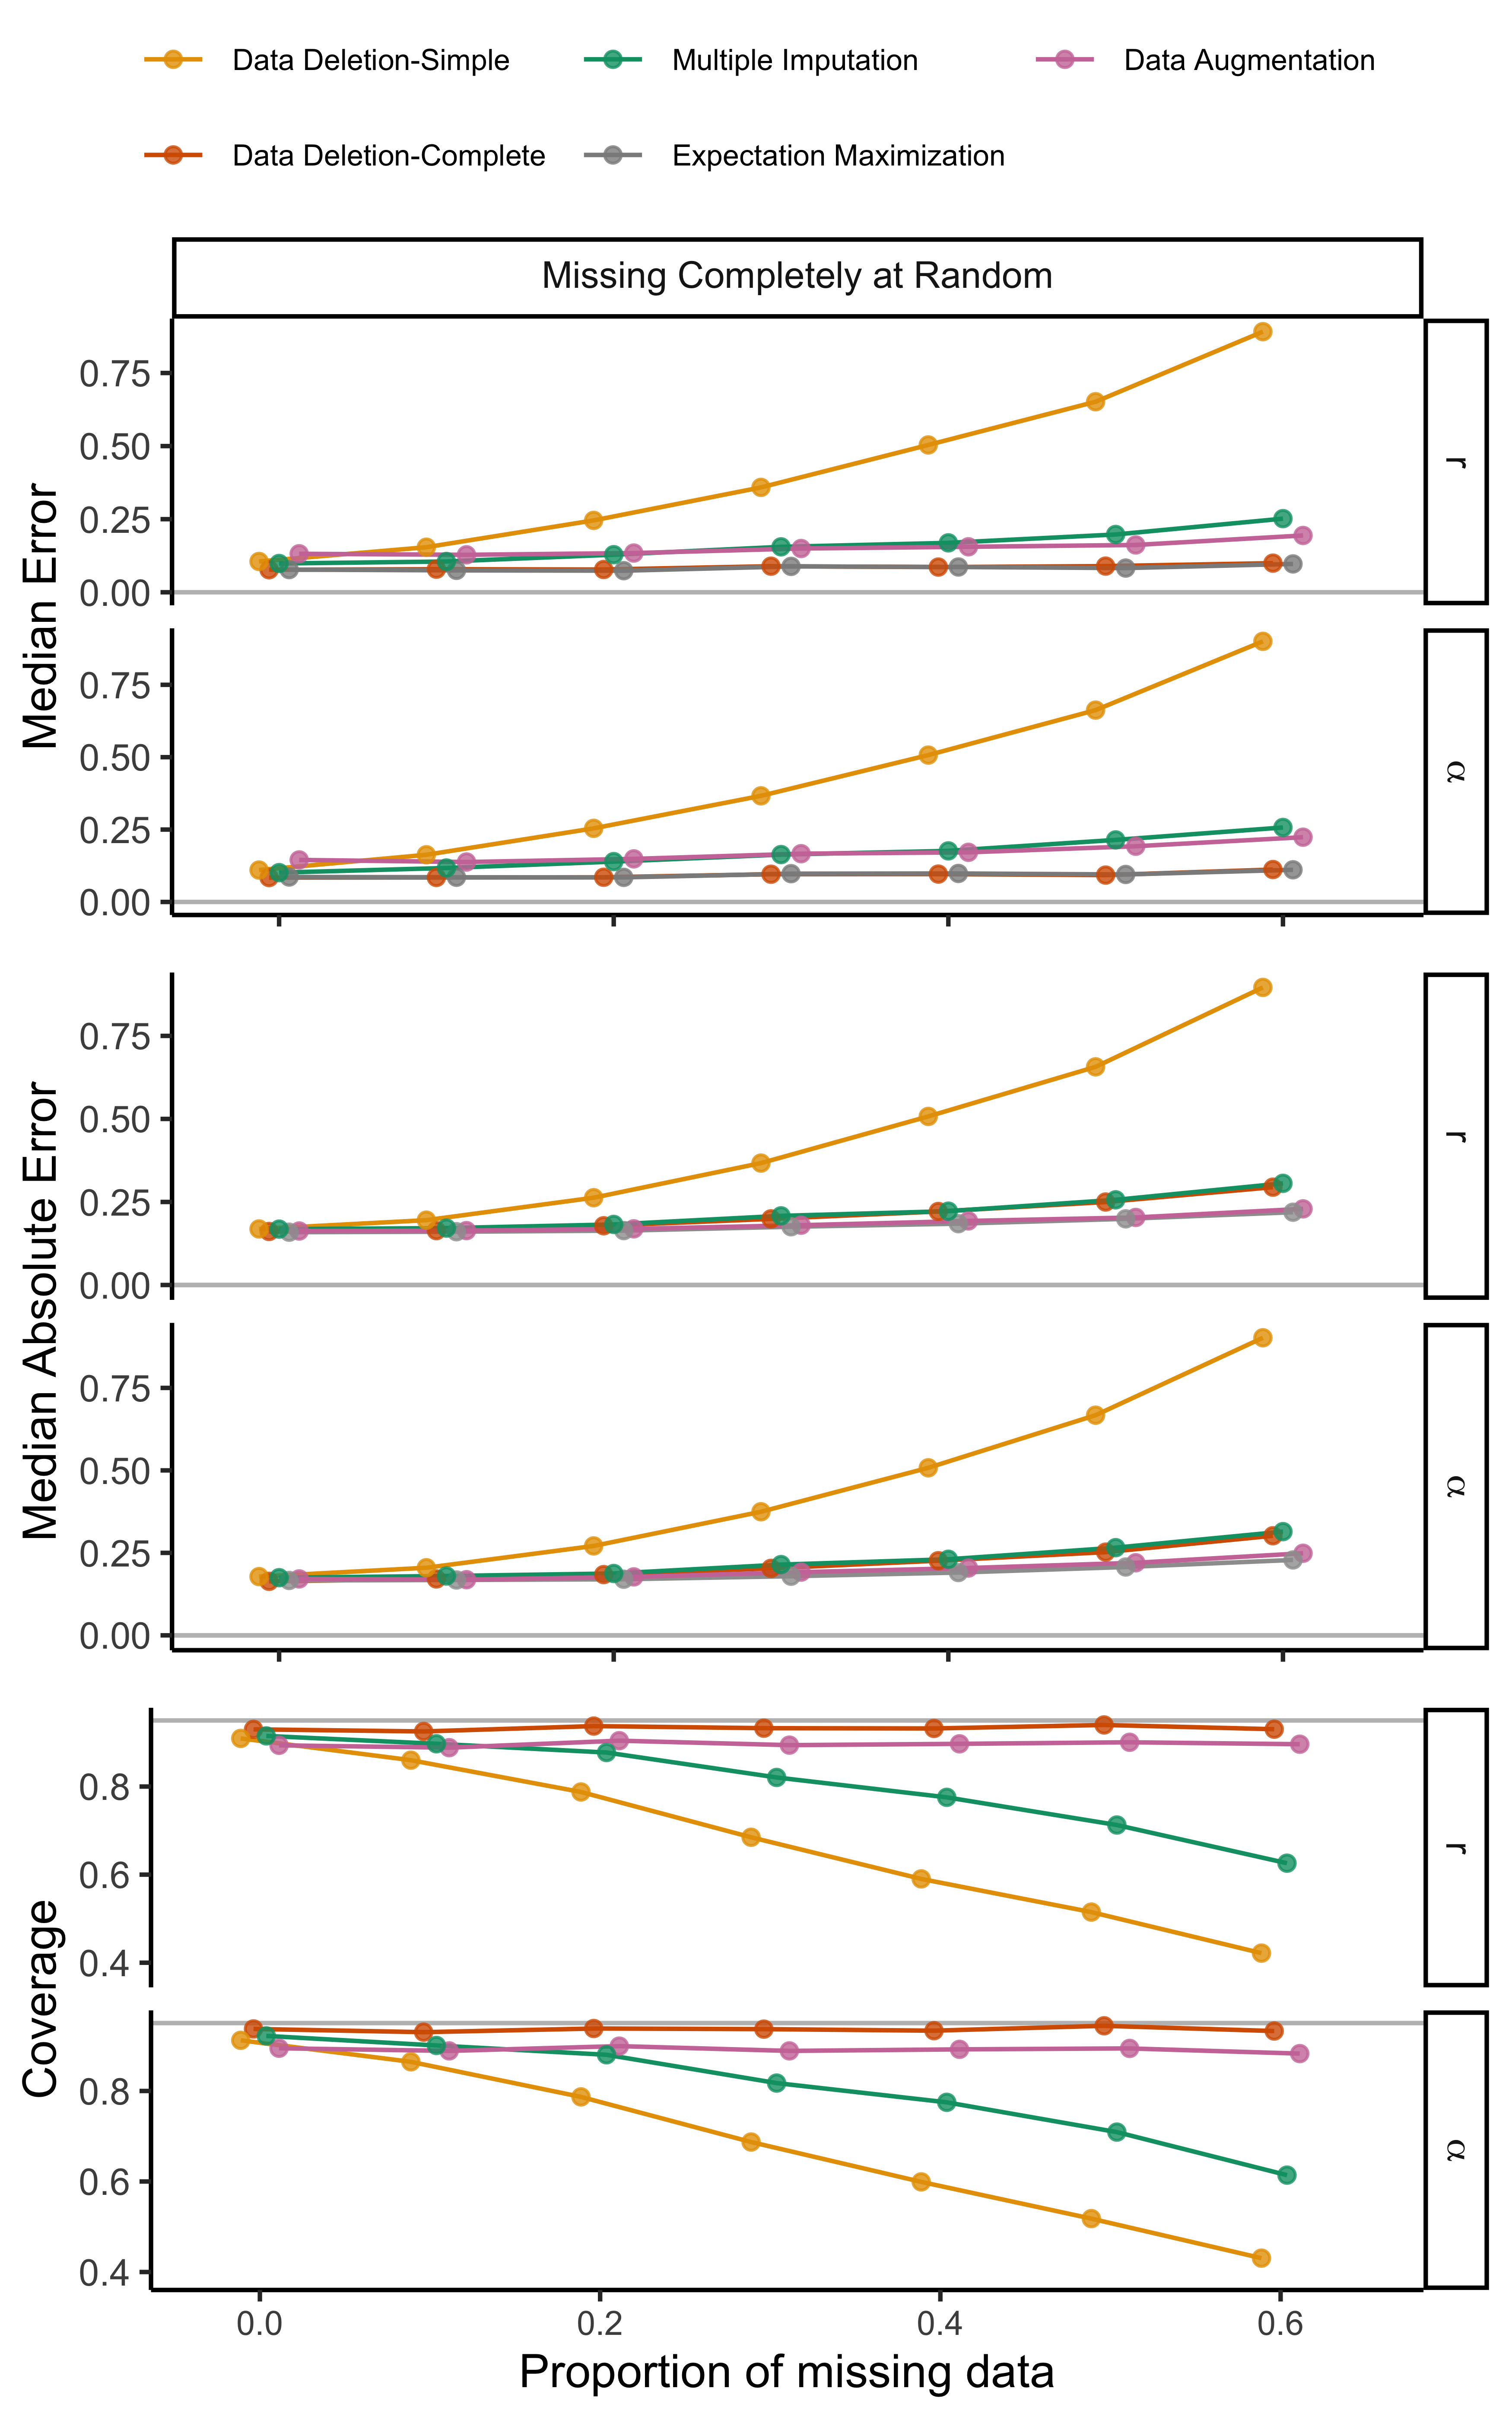 Data Deletion-Simple
Multiple Imputation
Data Augmentation
Data Deletion-Complete
Expectation Maximization
Missing Completely at Random
Median Error
0.75
0.50
0.25
0.00
r
0.75
0.50
0.25
0.00
α
Median Absolute Error
0.75
0.50
0.25
0.00
r
0.75
0.50
0.25
0.00
α
Coverage
0.8
0.6
0.4
r
0.8
0.6
0.4
α
0.0
0.2
0.4
0.6
Proportion of missing data